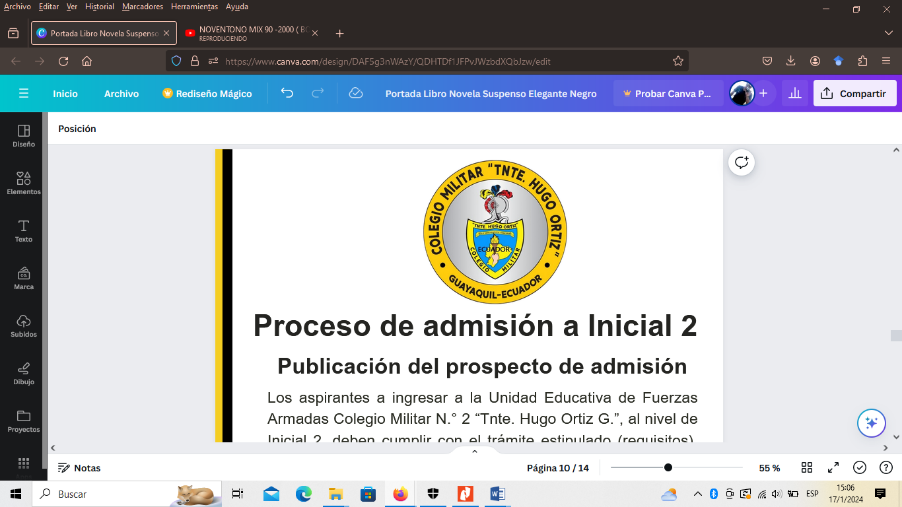 Archivo Editar Ver Historial Marcadores Herramientas Ayuda
Portada Libro Novela Suspenso
NOVENTONO MIX 90 -2000 ( BC
REPRODUCIENDO
https://www.canva.com/design/DAF5g3nWAzY/QDHTDf1JFPvJWzbdXQbJzw/edit
Inicio Archivo Rediseño Mágico Portada Libro Novela Suspenso Elegante Negro Probar Canva P... Compartir
Posición
Diseño
Elementos
Texto
Marca
Subidos
Dibujo
Proyectos
COLEGIO MILITAR "TNTE. HUGO ORTIZ"
TNTE. HUGO ORTIZ
ECUADOR
COLEGIO MILITAR
GUAYAQUIL-ECUADOR
Proceso de admisión a Inicial 2
Publicación del prospecto de admisión
Los aspirantes a ingresar a la Unidad Educativa de Fuerzas
Armadas Colegio Militar N.° 2 “Tnte. Hugo Ortiz G.”, al nivel de
Inicial 2, deben cumplir con el trámite estipulado (requisitos),
Notas Página 10 / 14 55 %
Buscar
ESP
15:06
17/1/2024